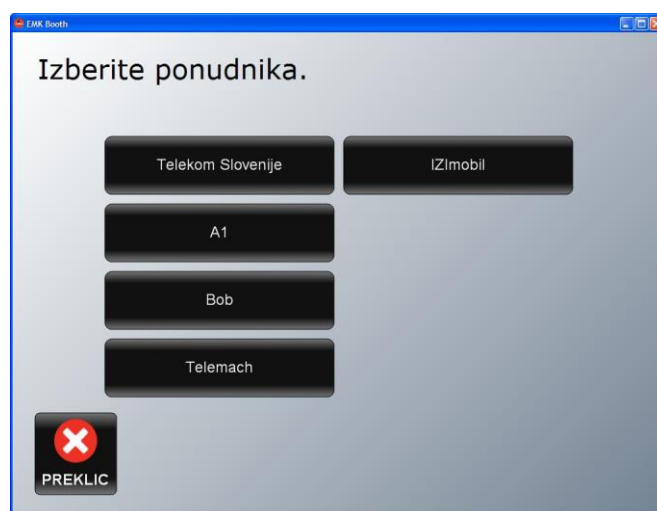 EMK Booth
Izberite ponudnika.
Telekom Slovenije
IZImobil
A1
Bob
Telemach
PREKLIC